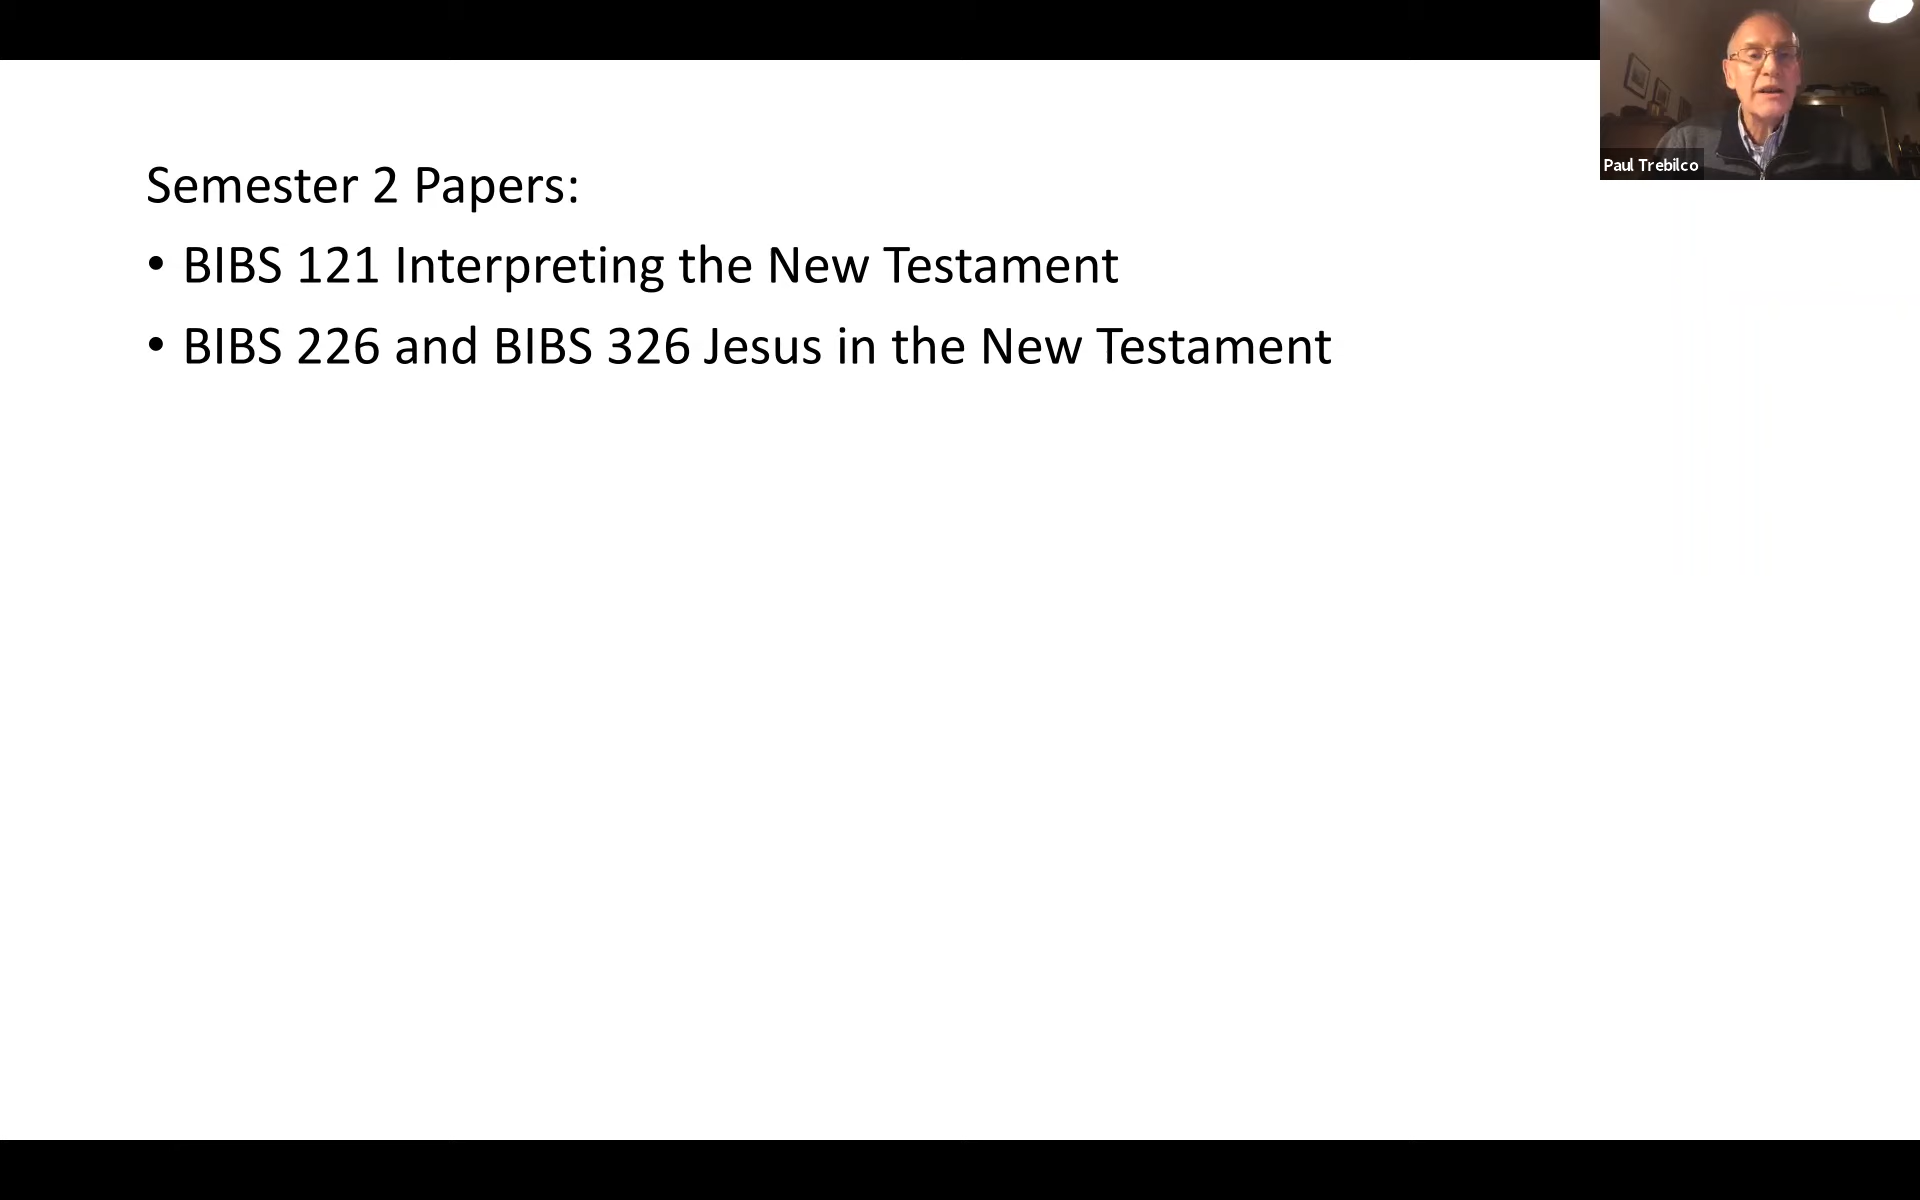 Semester 2 Papers:
• BIBS 121 Interpreting the New Testament
• BIBS 226 and BIBS 326 Jesus in the New Testament
Paul Trebilco